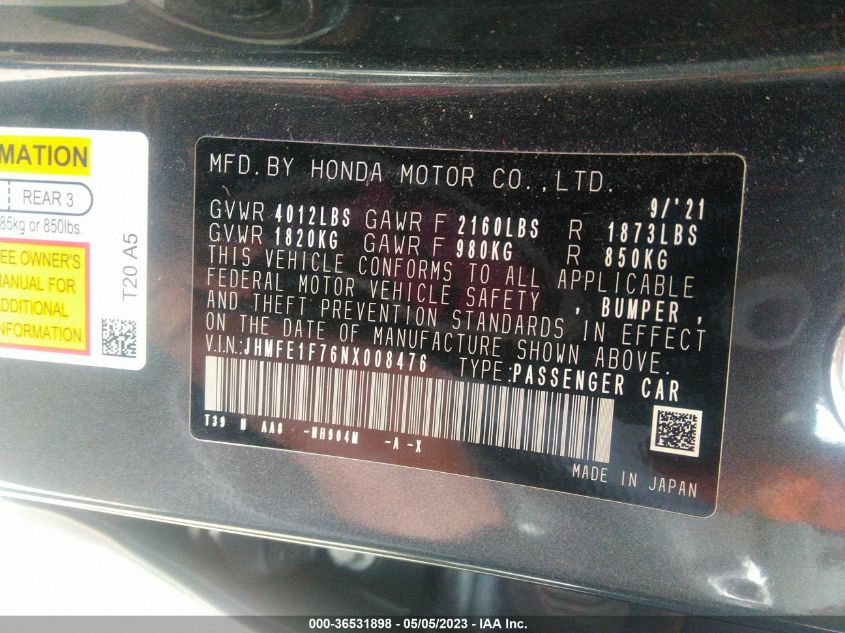 MATION
REAR 3
85kg or 850lbs.
EE OWNER'S
MANUAL FOR
ADDITIONAL
NFORMATION
T20 A5
MFD.BY HONDA MOTOR CO.,LTD. 9/'21
GVWR 4012LBS GAWR F 2160LBS R 1873LBS
GVWR 1820KG GAWR F 980KG R 850KG
THIS VEHICLE CONFORMS TO ALL APPLICABLE
FEDERAL MOTOR VEHICLE SAFETY , BUMPER ,
AND THEFT PREVENTION STANDARDS IN EFFECT
ON THE DATE OF MANUFACTURE SHOWN ABOVE.
V.I.N:JHMFE1F76NX008476 TYPE:PASSENGER CAR
T39 M AA8 -NH904M -A -X
MADE IN JAPAN
000-36531898 - 05/05/2023 - IAA Inc.